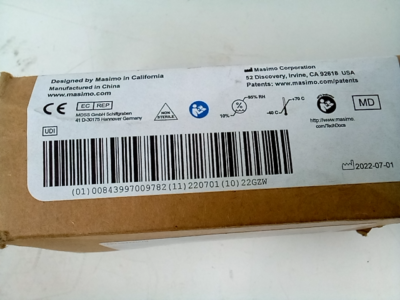 Designed by Masimo in California
Manufactured in China
www.masimo.com
Masimo Corporation
52 Discovery, Irvine, CA 92618 USA
Patents: www.masimo.com/patents
CE
EC REP
MDSS GmbH Schiffgraben
41 D-30175 Hannover Germany
NON
STERILE
10%
95% RH
-40 C
+70 C
http://www.masimo.
com/TechDocs
MD
UDI
2022-07-01
(01)00843997009782(11)220701(10)22GZW